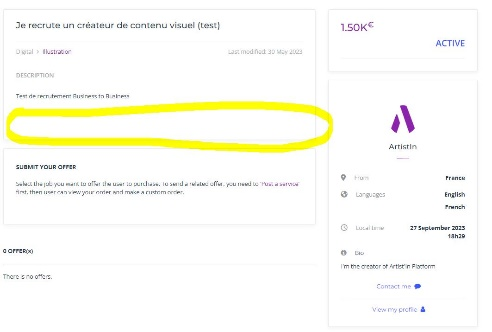 Je recrute un créateur de contenu visuel (test)
Digital > Illustration
Last modified: 30 May 2023
DESCRIPTION
Test de recrutement Business to Business
SUBMIT YOUR OFFER
Select the job you want to offer the user to purchase. To send a related offer, you need to 'Post a service'
first, then user can view your order and make a custom order.
0 OFFER(s)
There is no offers.
1.50K€
ACTIVE
ArtistIn
From France
Languages English
French
Local time 27 September 2023
18h29
Bio
I'm the creator of Artist'in Platform
Contact me
View my profile